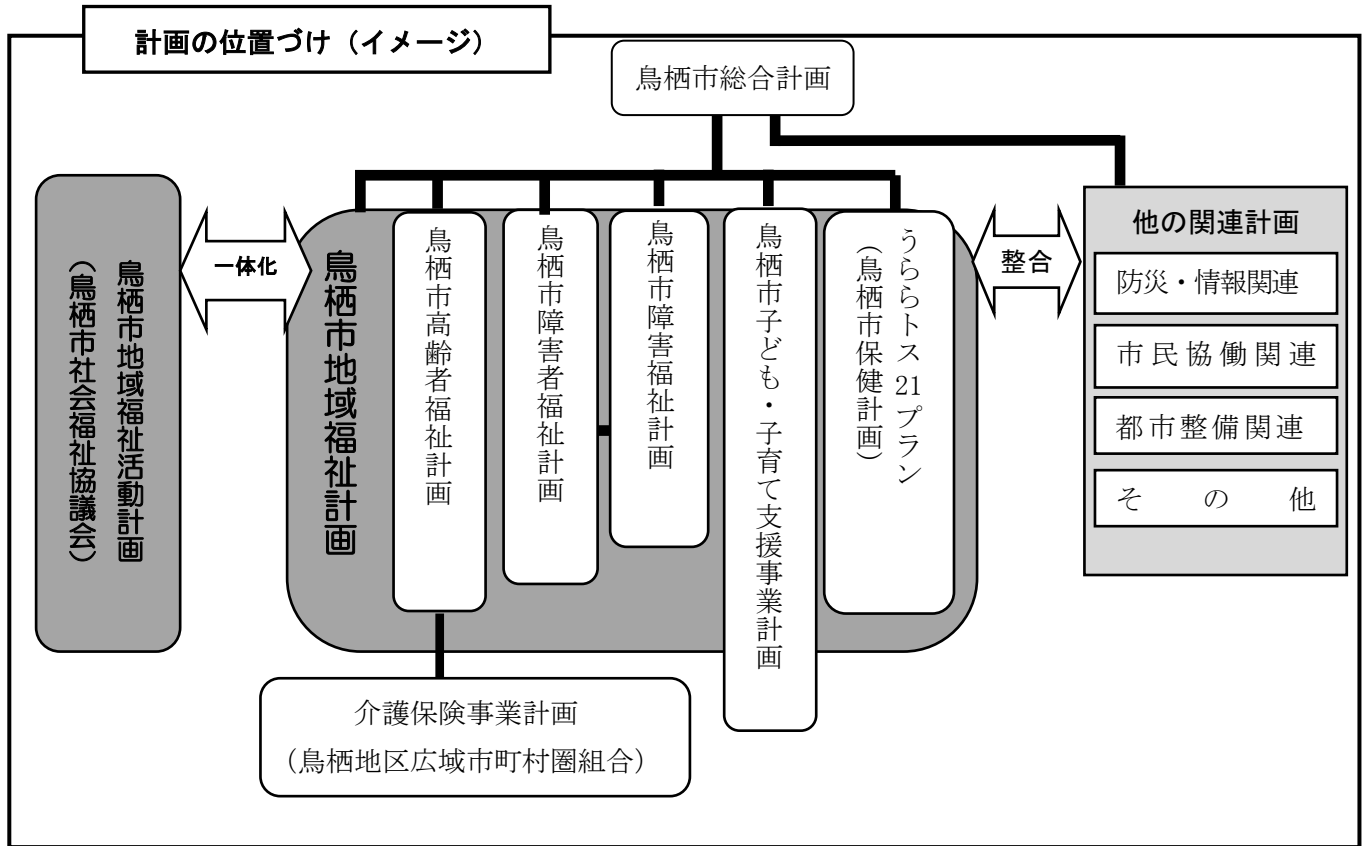 計画の位置づけ（イメージ）
鳥栖市総合計画
鳥栖市地域福祉活動計画
（鳥栖市社会福祉協議会）
一体化
鳥栖市地域福祉計画
鳥栖市高齢者福祉計画
鳥栖市障害者福祉計画
鳥栖市障害福祉計画
鳥栖市子ども・子育て支援事業計画
うららトス21プラン
（鳥栖市保健計画）
整合
他の関連計画
防災・情報関連
市民協働関連
都市整備関連
その他
介護保険事業計画
（鳥栖地区広域市町村圏組合）